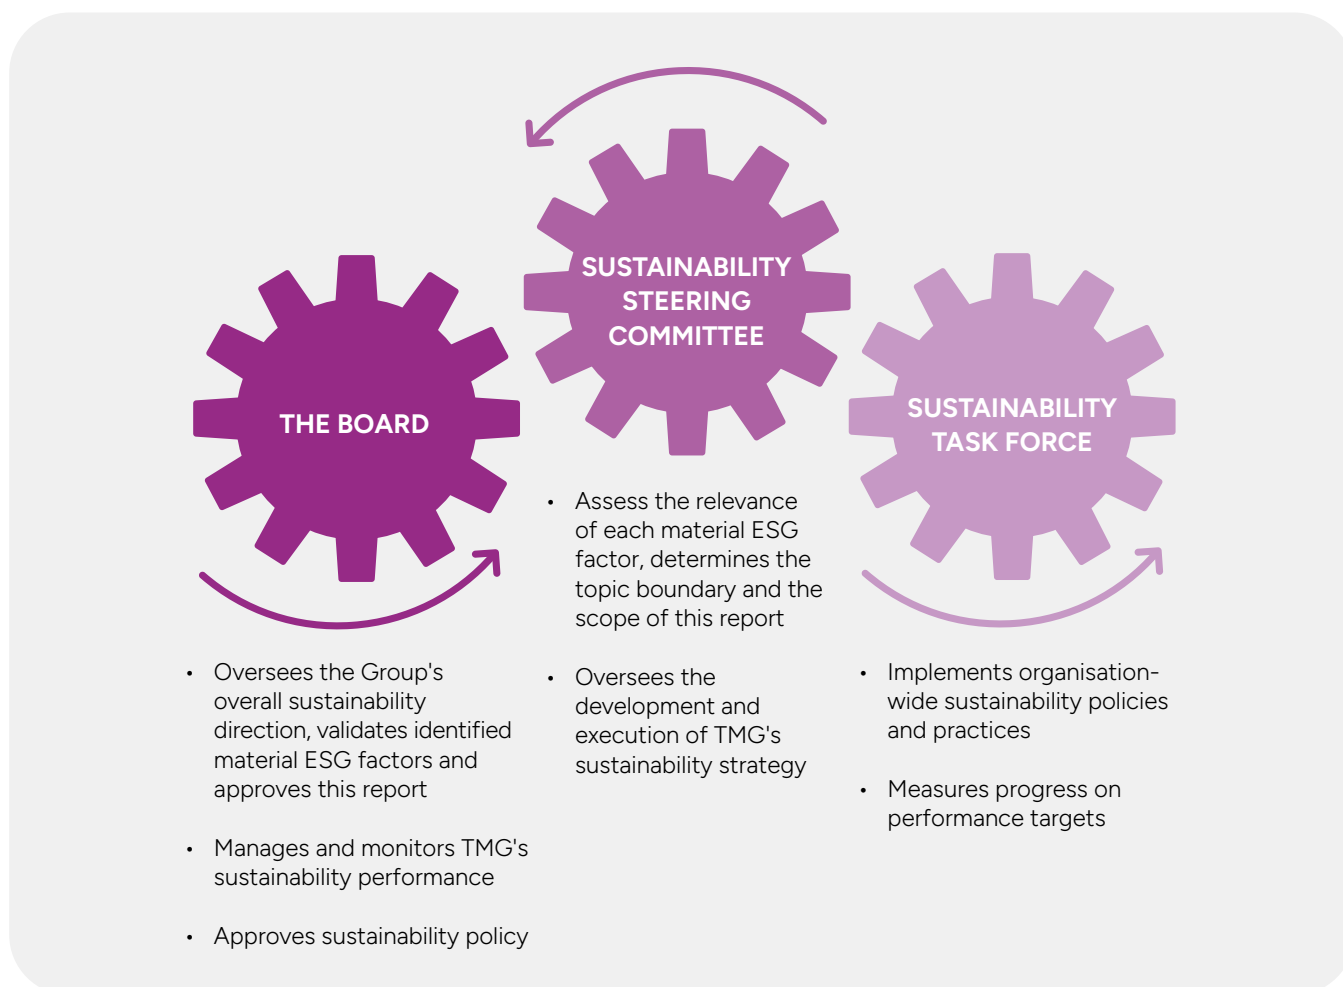 THE BOARD
• Oversees the Group's
overall sustainability
direction, validates identified
material ESG factors and
approves this report
• Manages and monitors TMG's
sustainability performance
• Approves sustainability policy
SUSTAINABILITY
STEERING
COMMITTEE
• Assess the relevance
of each material ESG
factor, determines the
topic boundary and the
scope of this report
• Oversees the
development and
execution of TMG's
sustainability strategy
SUSTAINABILITY
TASK FORCE
• Implements organisation-
wide sustainability policies
and practices
• Measures progress on
performance targets